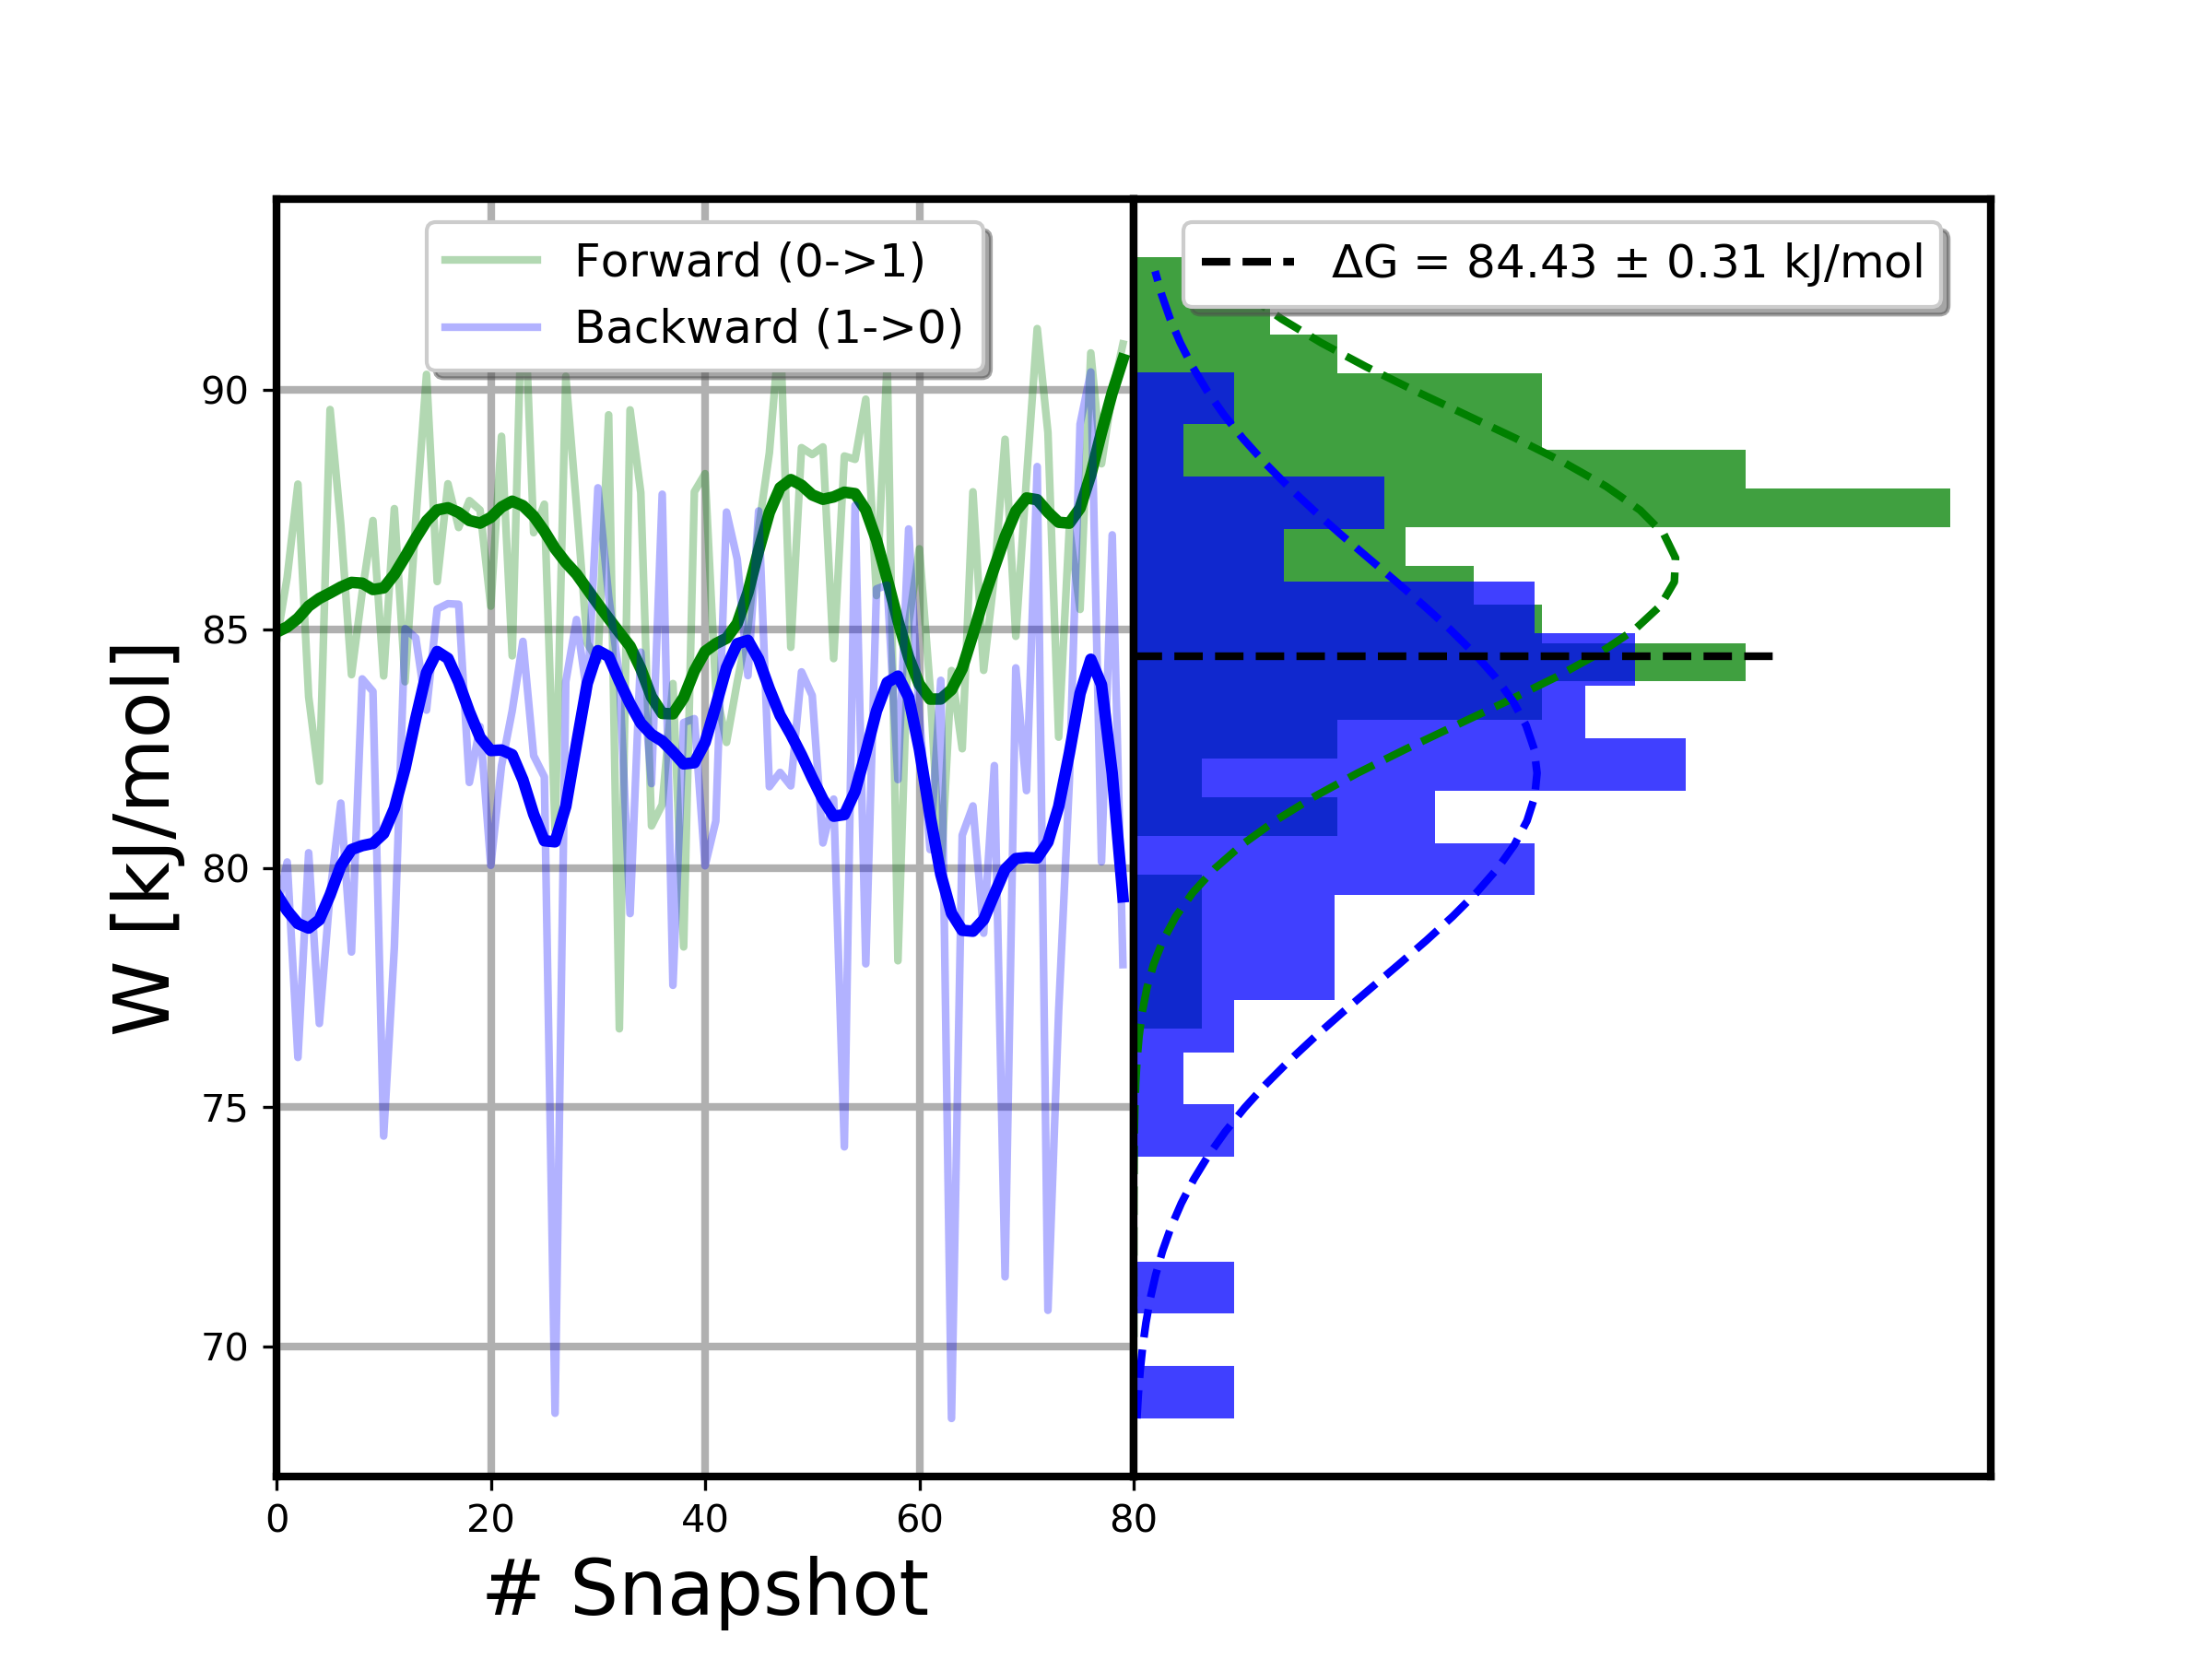 Forward (0->1)
Backward (1->0)
ΔG = 84.43 ± 0.31 kJ/mol
90
85
80
75
70
W [kJ/mol]
0 20 40 60 80
# Snapshot